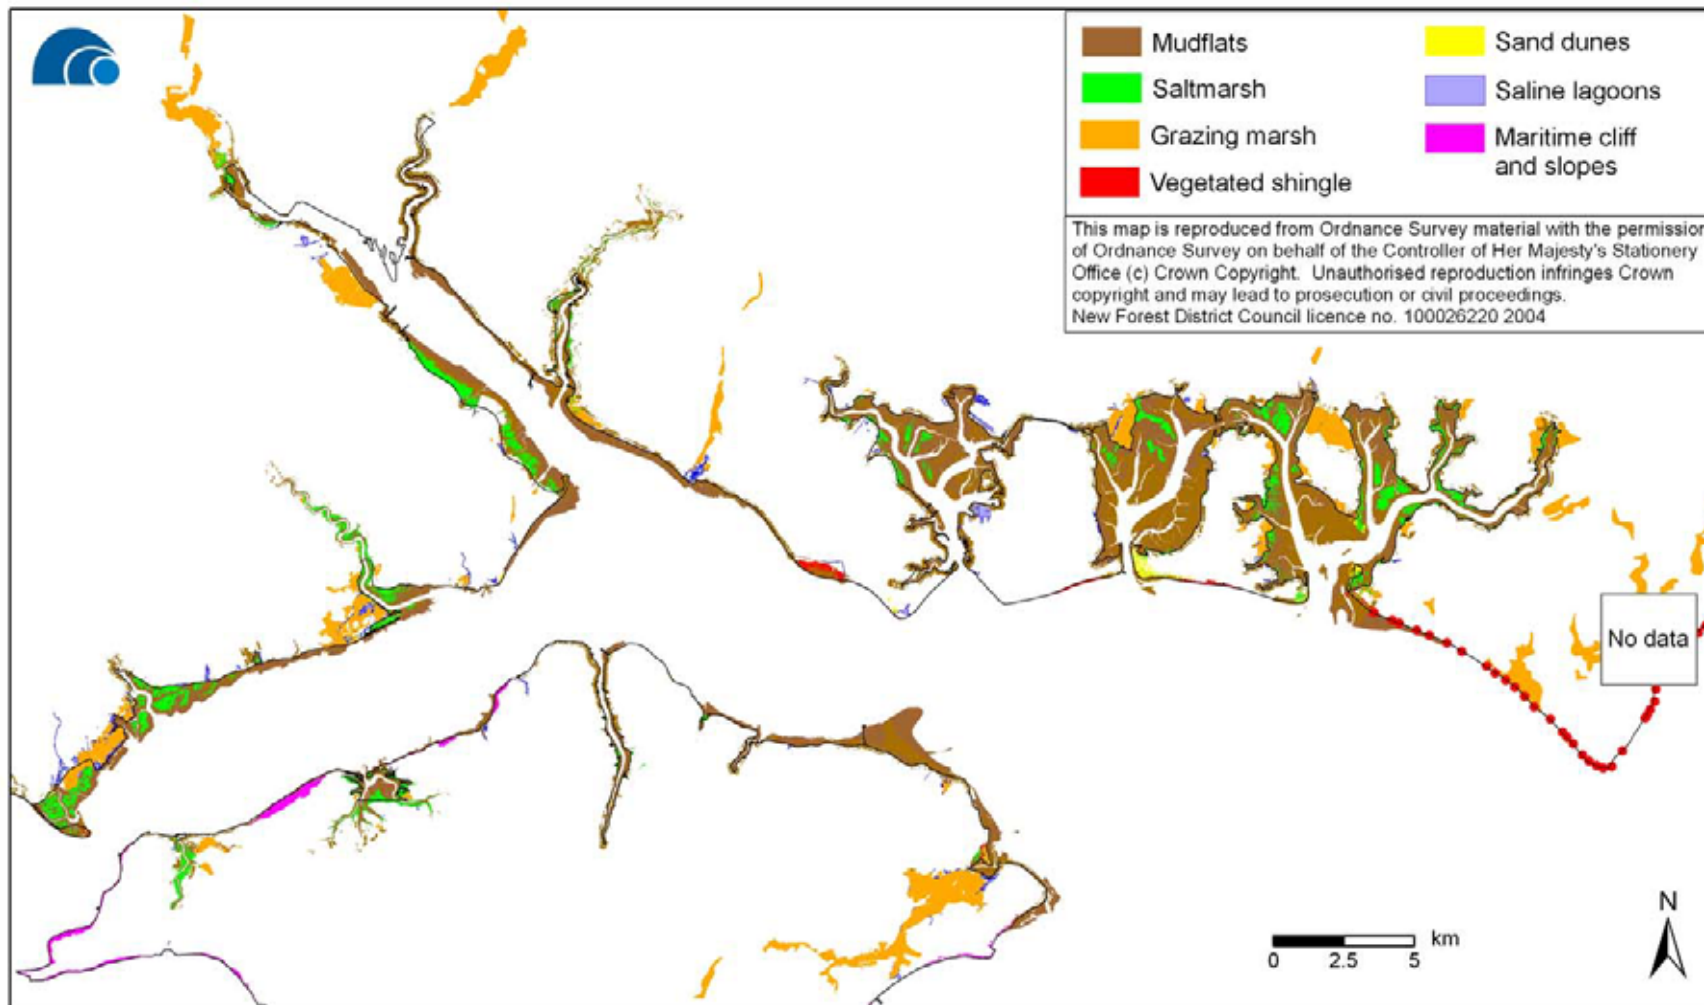 Mudflats
Saltmarsh
Grazing marsh
Vegetated shingle
Sand dunes
Saline lagoons
Maritime cliff
and slopes
This map is reproduced from Ordnance Survey material with the permission
of Ordnance Survey on behalf of the Controller of Her Majesty's Stationery
Office (c) Crown Copyright. Unauthorised reproduction infringes Crown
copyright and may lead to prosecution or civil proceedings.
New Forest District Council licence no. 100026220 2004
No data
N
km
0 2.5 5